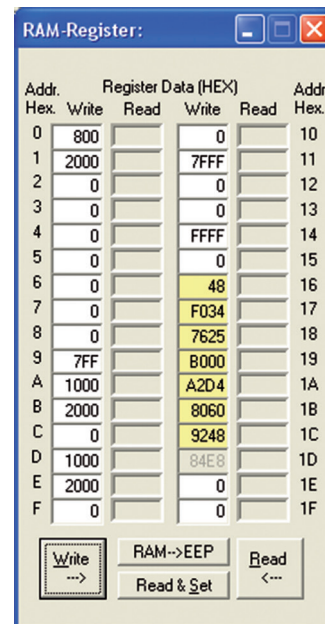 RAM-Register:
Addr. Register Data (HEX) Addr
Hex. Write Read Write Read Hex.
0 800 0 10
1 2000 7FFF 11
2 0 0 12
3 0 0 13
4 0 FFFF 14
5 0 0 15
6 0 48 16
7 0 F034 17
8 0 7625 18
9 7FF B000 19
A 1000 A2D4 1A
B 2000 8060 1B
C 0 9248 1C
D 1000 84E8 1D
E 2000 0 1E
F 0 0 1F
Write ---> RAM-->EEP Read <---
Read & Set